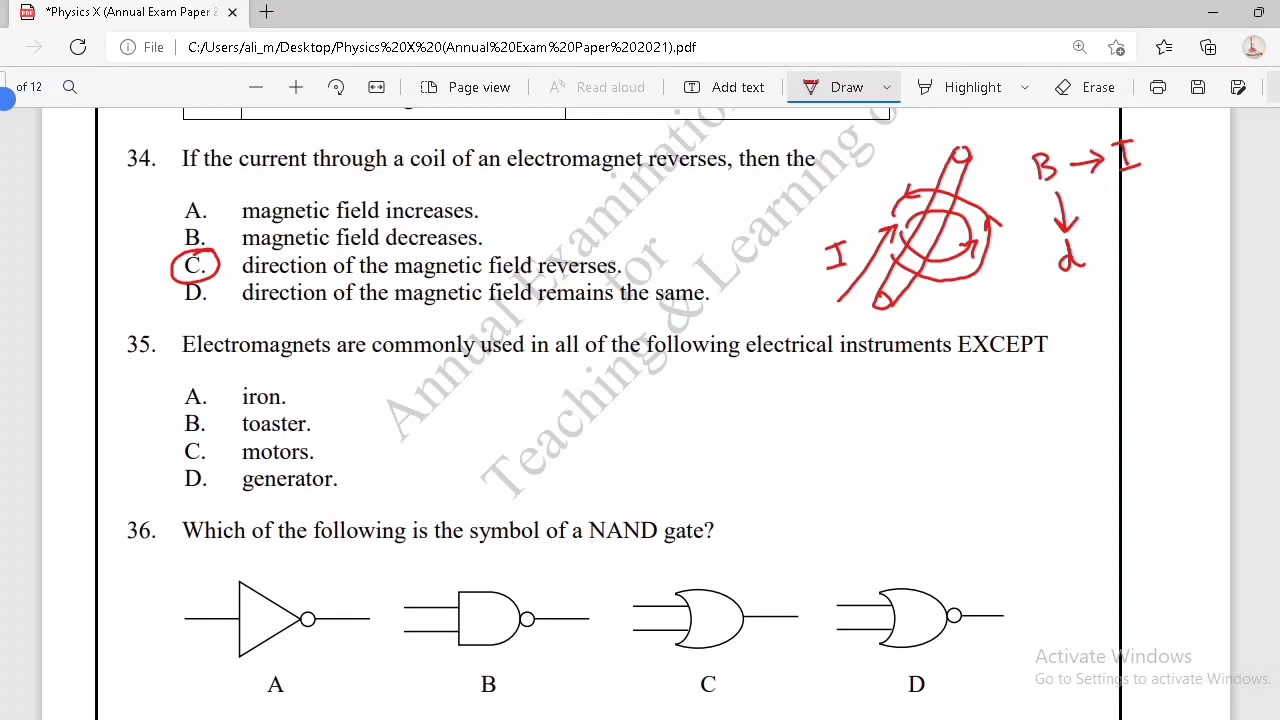 *Physics X (Annual Exam Paper 2
File
C:/Users/ali_m/Desktop/Physics%20X%20(Annual%20Exam%20Paper%202021).pdf
of 12
Page view
Read aloud
Add text
Draw
Highlight
Erase
34. If the current through a coil of an electromagnet reverses, then the
A. magnetic field increases.
B. magnetic field decreases.
C. direction of the magnetic field reverses.
D. direction of the magnetic field remains the same.
I
B → I
↓
d
35. Electromagnets are commonly used in all of the following electrical instruments EXCEPT
A. iron.
B. toaster.
C. motors.
D. generator.
36. Which of the following is the symbol of a NAND gate?
A B C D
Annual Examination
for
Teaching & Learning
Activate Windows
Go to Settings to activate Windows.